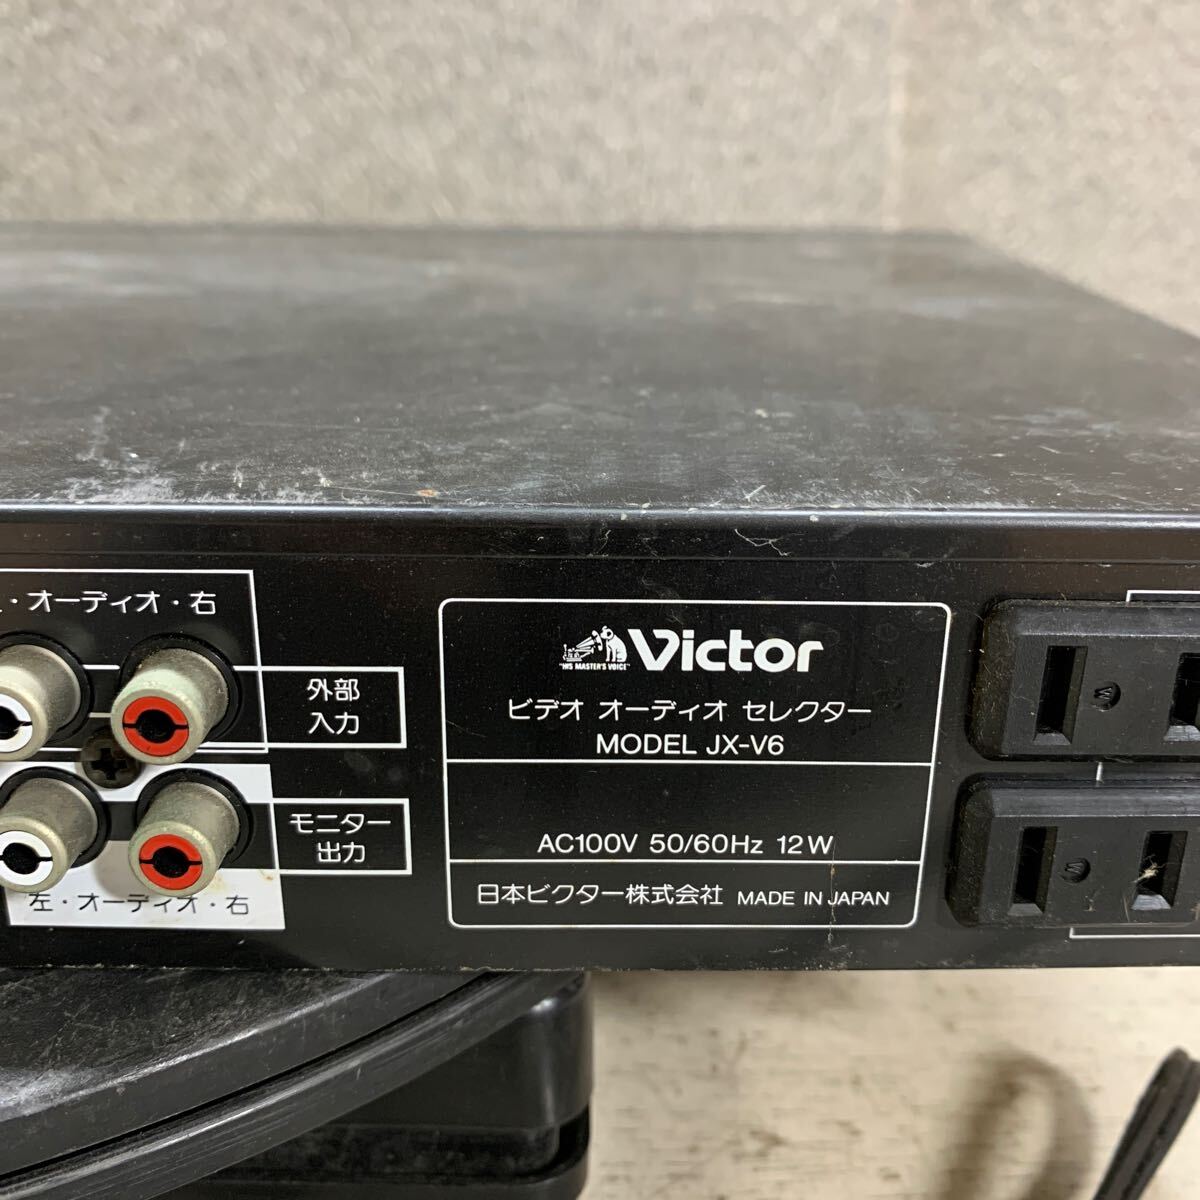 ・オーディオ・右
外部
入力
モニター
出力
左・オーディオ・右
"HIS MASTER'S VOICE"
Victor
ビデオ オーディオ セレクター
MODEL JX-V6
AC100V 50/60Hz 12W
日本ビクター株式会社 MADE IN JAPAN